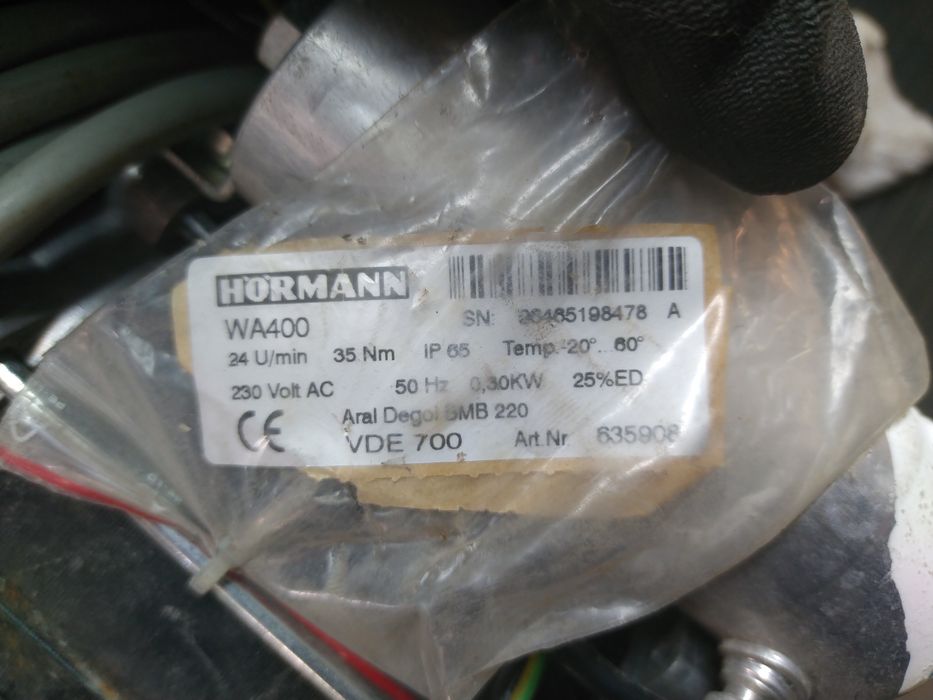 HÖRMANN
WA400
SN: 26485198478 A
24 U/min 35 Nm IP 65 Temp.-20°.. 60°
230 Volt AC 50 Hz 0,30KW 25%ED
Aral Degol BMB 220
CE VDE 700 Art.Nr 635908